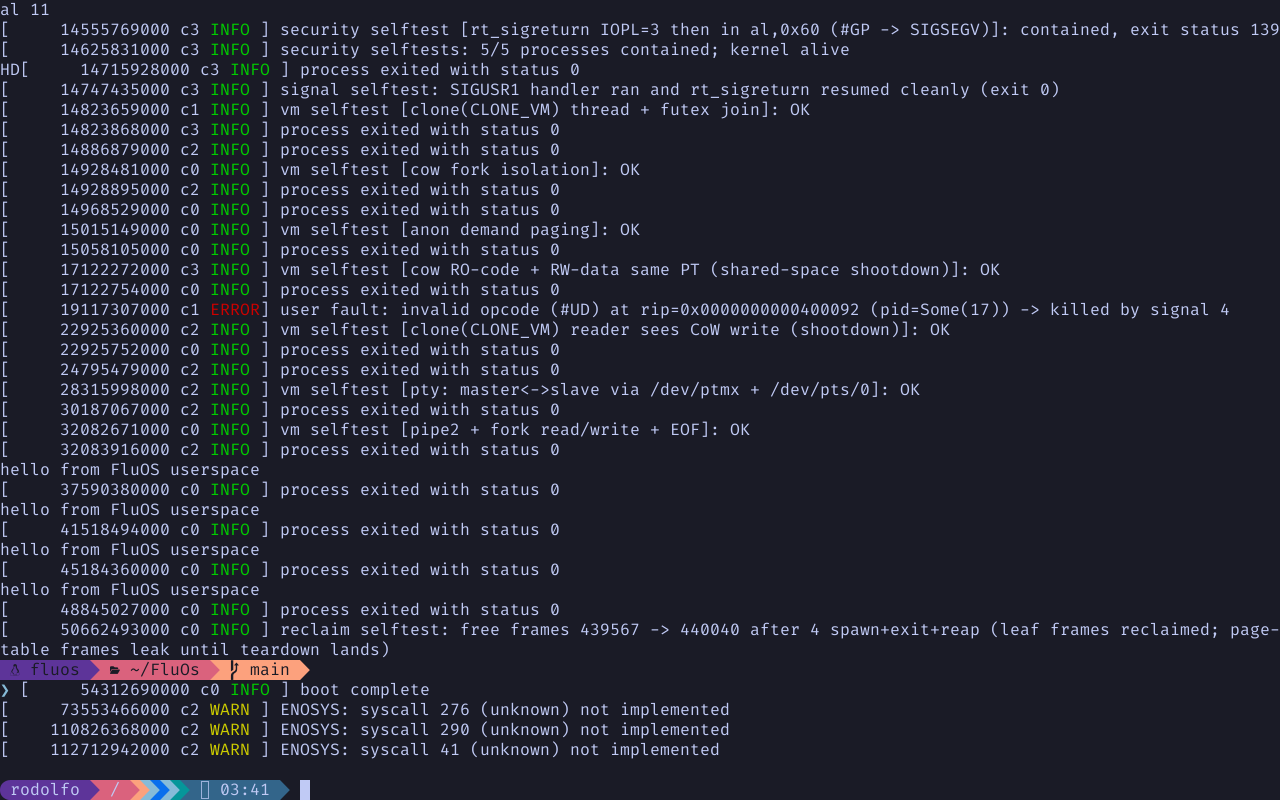 al 11
[     14555769000 c3 INFO ] security selftest [rt_sigreturn IOPL=3 then in al,0x60 (#GP -> SIGSEGV)]: contained, exit status 139
[     14625831000 c3 INFO ] security selftests: 5/5 processes contained; kernel alive
HD[     14715928000 c3 INFO ] process exited with status 0
[     14747435000 c3 INFO ] signal selftest: SIGUSR1 handler ran and rt_sigreturn resumed cleanly (exit 0)
[     14823659000 c1 INFO ] vm selftest [clone(CLONE_VM) thread + futex join]: OK
[     14823868000 c3 INFO ] process exited with status 0
[     14886879000 c2 INFO ] process exited with status 0
[     14928481000 c0 INFO ] vm selftest [cow fork isolation]: OK
[     14928895000 c2 INFO ] process exited with status 0
[     14968529000 c0 INFO ] process exited with status 0
[     15015149000 c0 INFO ] vm selftest [anon demand paging]: OK
[     15058105000 c0 INFO ] process exited with status 0
[     17122272000 c3 INFO ] vm selftest [cow RO-code + RW-data same PT (shared-space shootdown)]: OK
[     17122754000 c0 INFO ] process exited with status 0
[     19117307000 c1 ERROR] user fault: invalid opcode (#UD) at rip=0x0000000000400092 (pid=Some(17)) -> killed by signal 4
[     22925360000 c2 INFO ] vm selftest [clone(CLONE_VM) reader sees CoW write (shootdown)]: OK
[     22925752000 c0 INFO ] process exited with status 0
[     24795479000 c2 INFO ] process exited with status 0
[     28315998000 c2 INFO ] vm selftest [pty: master<->slave via /dev/ptmx + /dev/pts/0]: OK
[     30187067000 c2 INFO ] process exited with status 0
[     32082671000 c0 INFO ] vm selftest [pipe2 + fork read/write + EOF]: OK
[     32083916000 c2 INFO ] process exited with status 0
hello from FluOS userspace
[     37590380000 c0 INFO ] process exited with status 0
hello from FluOS userspace
[     41518494000 c0 INFO ] process exited with status 0
hello from FluOS userspace
[     45184360000 c0 INFO ] process exited with status 0
hello from FluOS userspace
[     48845027000 c0 INFO ] process exited with status 0
[     50662493000 c0 INFO ] reclaim selftest: free frames 439567 -> 440040 after 4 spawn+exit+reap (leaf frames reclaimed; page-
table frames leak until teardown lands)
fluos ~/FluOs main
❯ [     54312690000 c0 INFO ] boot complete
[     73553466000 c2 WARN ] ENOSYS: syscall 276 (unknown) not implemented
[    110826368000 c2 WARN ] ENOSYS: syscall 290 (unknown) not implemented
[    112712942000 c2 WARN ] ENOSYS: syscall 41 (unknown) not implemented
rodolfo / 03:41